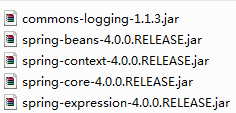 commons-logging-1.1.3.jar
spring-beans-4.0.0.RELEASE.jar
spring-context-4.0.0.RELEASE.jar
spring-core-4.0.0.RELEASE.jar
spring-expression-4.0.0.RELEASE.jar